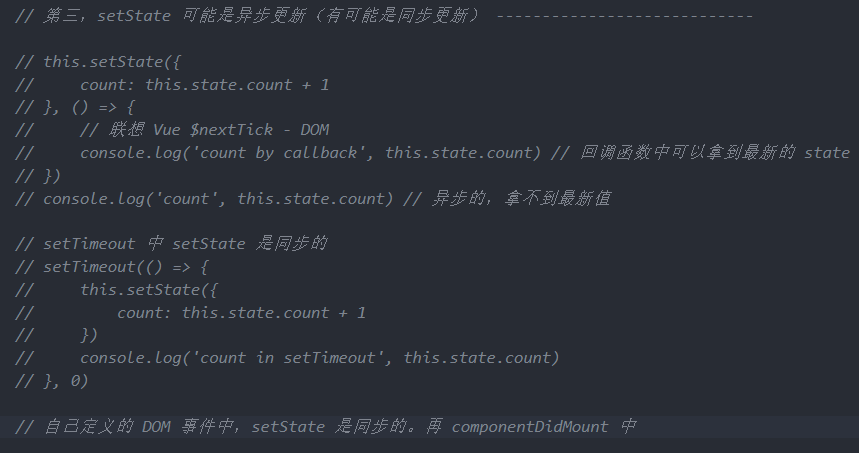 // 第三，setState 可能是异步更新（有可能是同步更新） ----------------------------
// this.setState({
//     count: this.state.count + 1
// }, () => {
//     // 联想 Vue $nextTick - DOM
//     console.log('count by callback', this.state.count) // 回调函数中可以拿到最新的 state
// })
// console.log('count', this.state.count) // 异步的，拿不到最新值
// setTimeout 中 setState 是同步的
// setTimeout(() => {
//     this.setState({
//         count: this.state.count + 1
//     })
//     console.log('count in setTimeout', this.state.count)
// }, 0)
// 自己定义的 DOM 事件中，setState 是同步的。再 componentDidMount 中